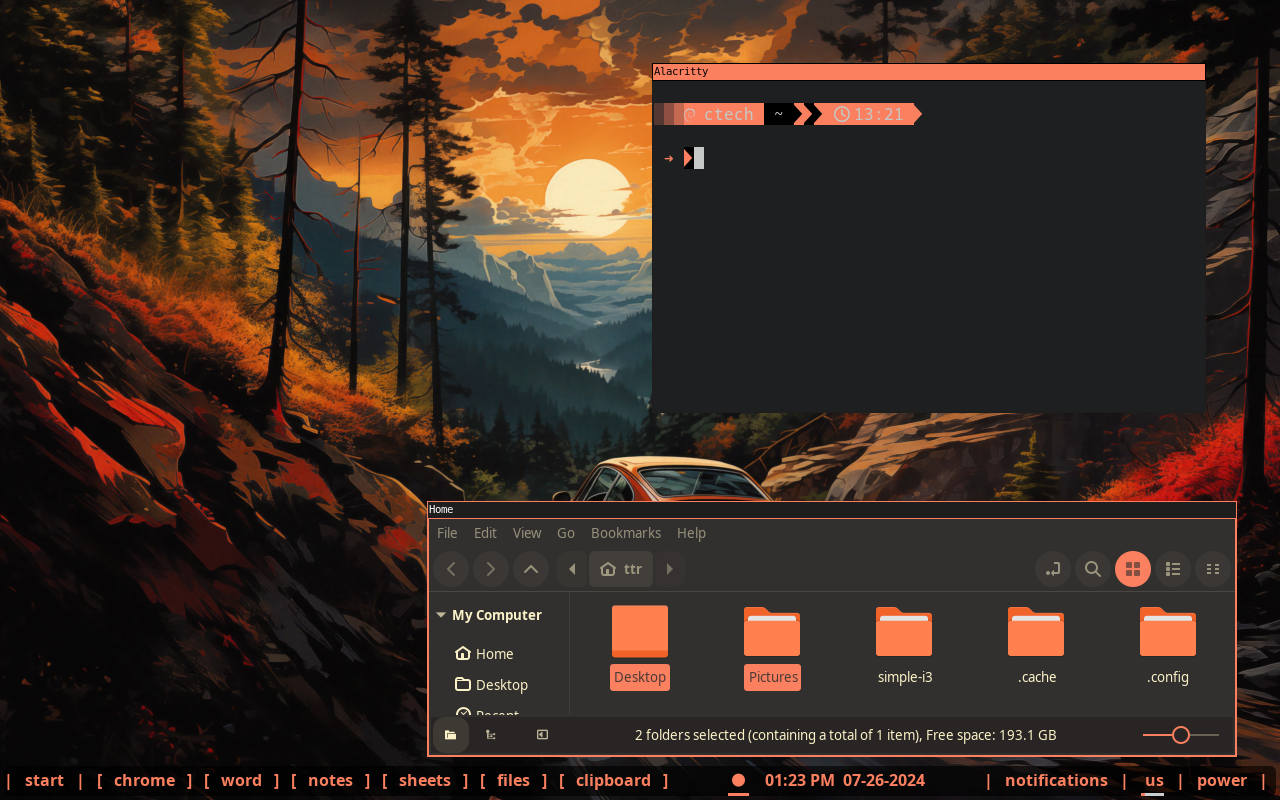 Alacritty
ctech ~ 13:21
➜
Home
File Edit View Go Bookmarks Help
ttr
My Computer
Home
Desktop
Recent
Desktop Pictures simple-i3 .cache .config
2 folders selected (containing a total of 1 item), Free space: 193.1 GB
| start | [ chrome ] [ word ] [ notes ] [ sheets ] [ files ] [ clipboard ] 01:23 PM 07-26-2024 | notifications | us | power |